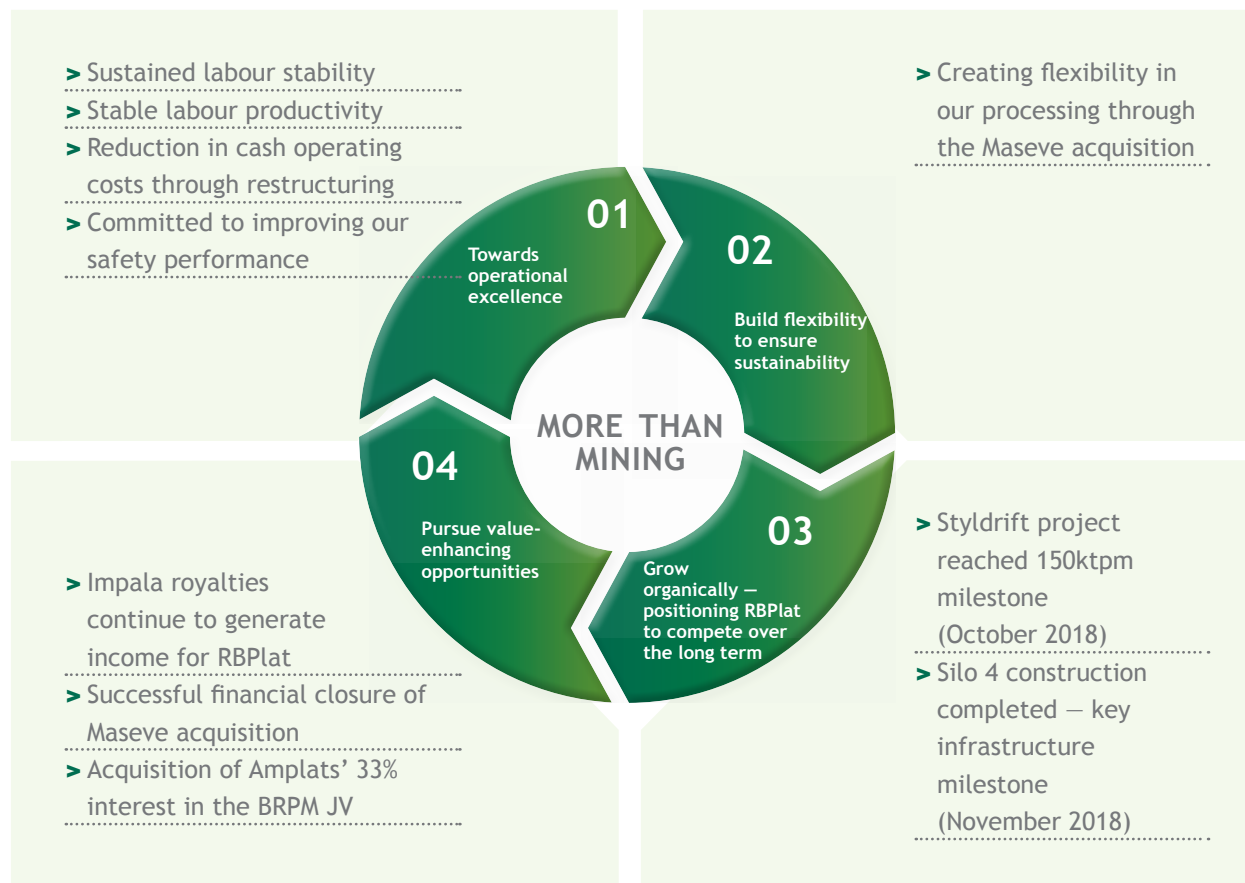 > Sustained labour stability
> Stable labour productivity
> Reduction in cash operating
costs through restructuring
> Committed to improving our
safety performance
> Creating flexibility in
our processing through
the Maseve acquisition
01
Towards
operational
excellence
02
Build flexibility
to ensure
sustainability
MORE THAN
MINING
04
Pursue value-
enhancing
opportunities
03
Grow
organically —
positioning RBPlat
to compete over
the long term
> Impala royalties
continue to generate
income for RBPlat
> Successful financial closure of
Maseve acquisition
> Acquisition of Amplats’ 33%
interest in the BRPM JV
> Styldrift project
reached 150ktpm
milestone
(October 2018)
> Silo 4 construction
completed — key
infrastructure
milestone
(November 2018)